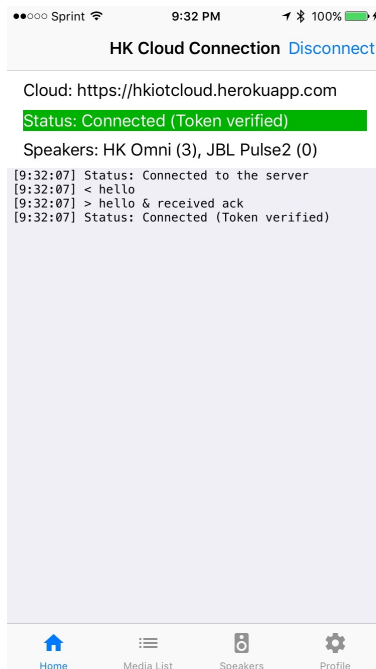 Sprint 9:32 PM 100%
HK Cloud Connection Disconnect
Cloud: https://hkiotcloud.herokuapp.com
Status: Connected (Token verified)
Speakers: HK Omni (3), JBL Pulse2 (0)
[9:32:07] Status: Connected to the server
[9:32:07] < hello
[9:32:07] > hello & received ack
[9:32:07] Status: Connected (Token verified)
Home Media List Speakers Profile